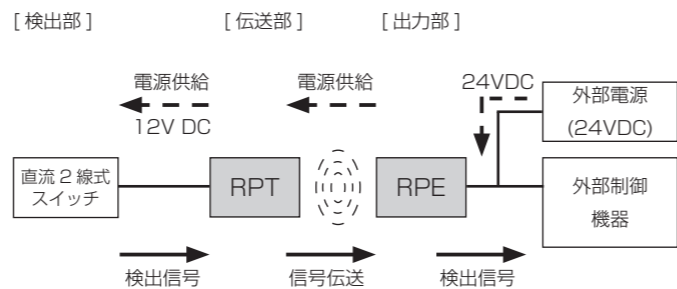 [ 検出部 ]
[ 伝送部 ]
[ 出力部 ]
電源供給
12V DC
電源供給
24VDC
外部電源
(24VDC)
直流 2 線式
スイッチ
RPT
RPE
外部制御
機器
検出信号
信号伝送
検出信号